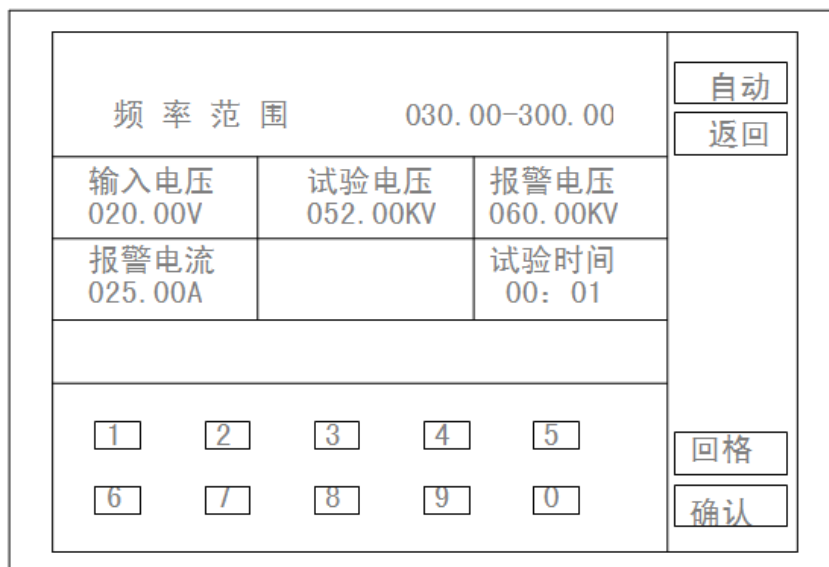 频 率 范 围 030.00-300.00
自动
返回
输入电压 试验电压 报警电压
020.00V 052.00KV 060.00KV
报警电流 试验时间
025.00A 00: 01
1 2 3 4 5
回格
6 7 8 9 0
确认